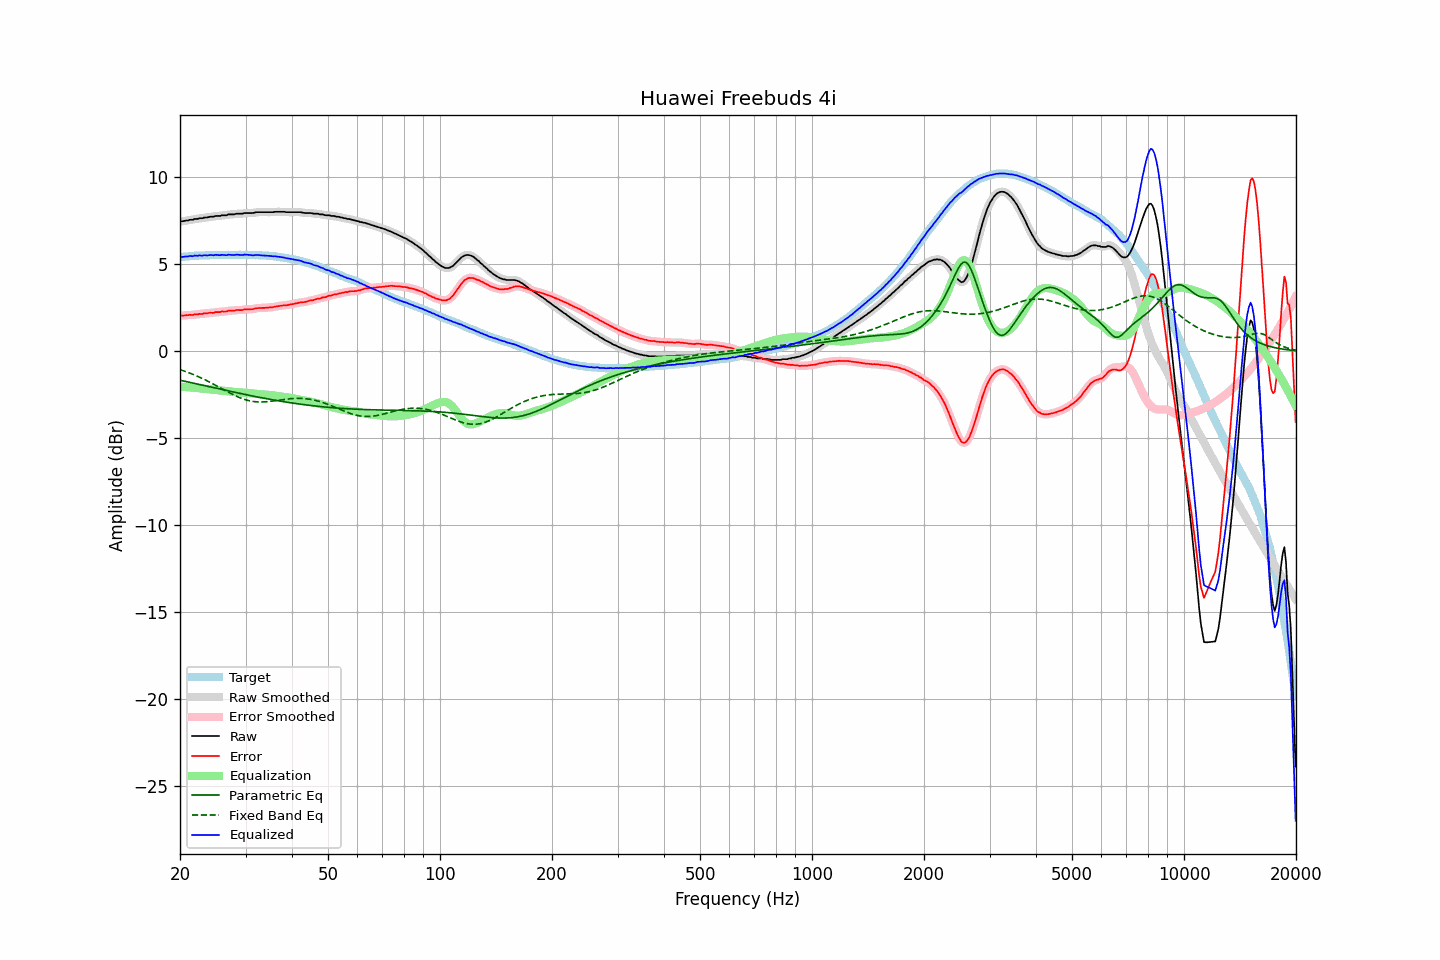 Huawei Freebuds 4i
Amplitude (dBr)
10
5
0
−5
−10
−15
−20
−25
Target
Raw Smoothed
Error Smoothed
Raw
Error
Equalization
Parametric Eq
Fixed Band Eq
Equalized
20
50
100
200
500
1000
2000
5000
10000
20000
Frequency (Hz)